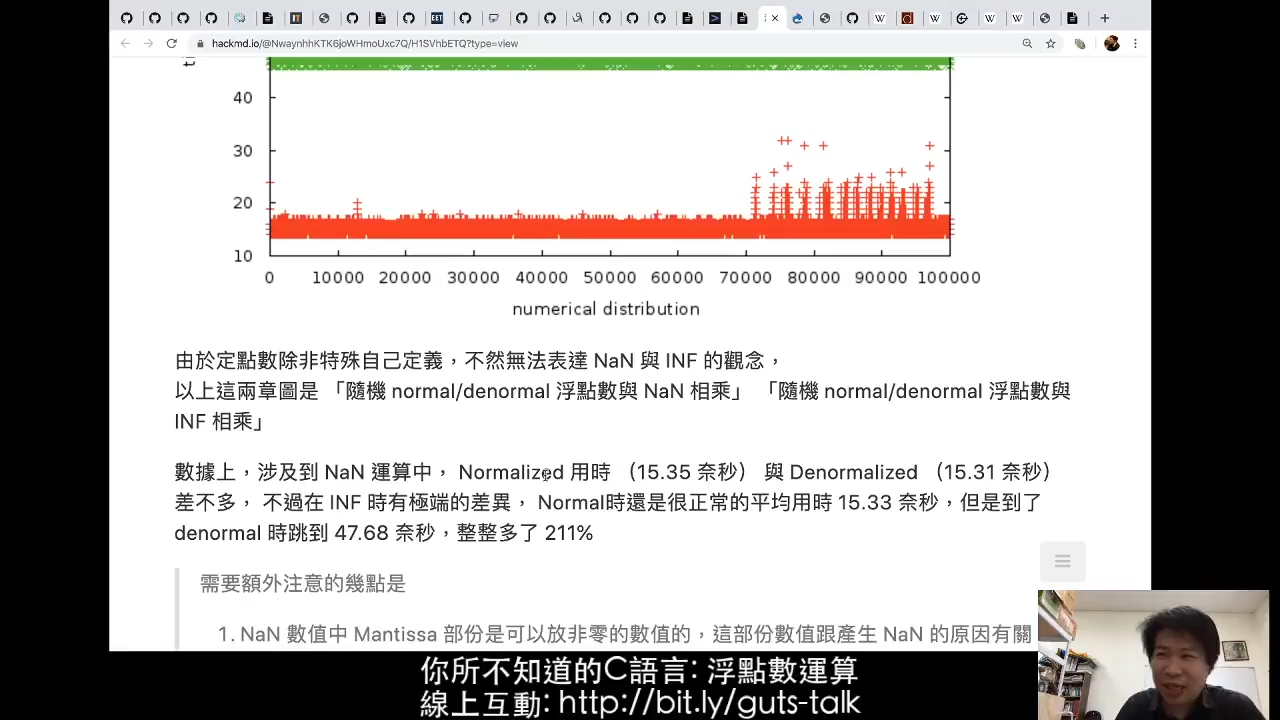 hackmd.io/@NwaynhhKTK6joWHmoUxc7Q/H1SVhbETQ?type=view
40
30
20
10
0 10000 20000 30000 40000 50000 60000 70000 80000 90000 100000
numerical distribution
由於定點數除非特殊自己定義，不然無法表達 NaN 與 INF 的觀念，
以上這兩章圖是 「隨機 normal/denormal 浮點數與 NaN 相乘」 「隨機 normal/denormal 浮點數與
INF 相乘」
數據上，涉及到 NaN 運算中， Normalized 用時 （15.35 奈秒） 與 Denormalized （15.31 奈秒）
差不多， 不過在 INF 時有極端的差異， Normal時還是很正常的平均用時 15.33 奈秒，但是到了
denormal 時跳到 47.68 奈秒，整整多了 211%
需要額外注意的幾點是
1. NaN 數值中 Mantissa 部份是可以放非零的數值的，這部份數值跟產生 NaN 的原因有關
你所不知道的C語言: 浮點數運算
線上互動: http://bit.ly/guts-talk